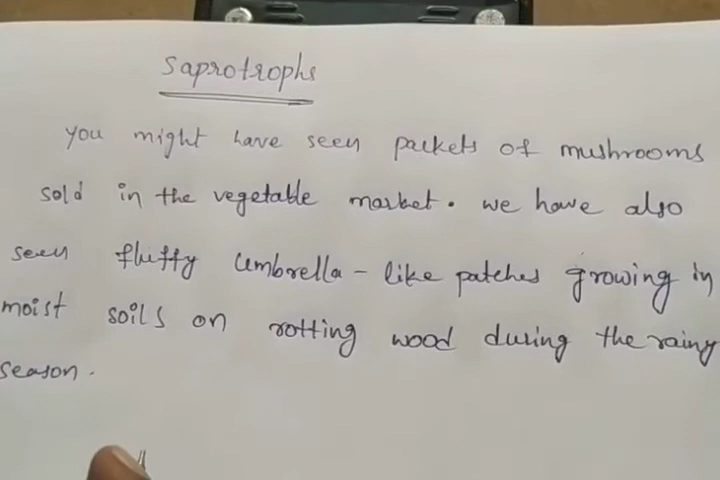 Saprotrophs
You might have seen packets of mushrooms
sold in the vegetable market. we have also
seen fluffy umbrella - like patches growing in
moist soils on rotting wood during the rainy
season.